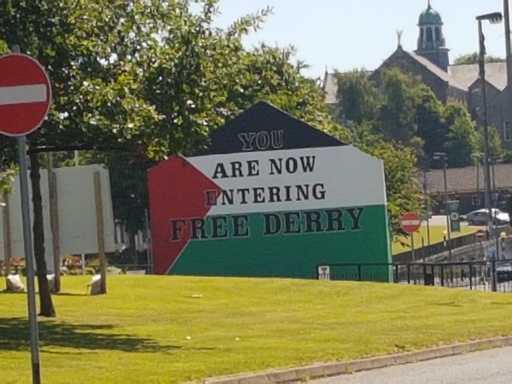 YOU
ARE NOW
ENTERING
FREE DERRY